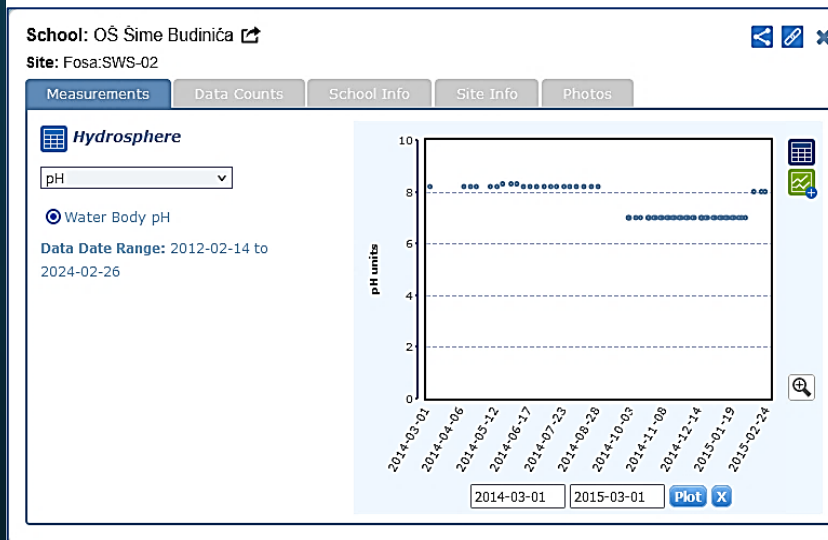 School: OŠ Šime Budinića
Site: Fosa:SWS-02
Measurements Data Counts School Info Site Info Photos
Hydrosphere
pH
Water Body pH
Data Date Range: 2012-02-14 to
2024-02-26
pH units
10
8
6
4
2
0
2014-03-01
2014-04-06
2014-05-12
2014-06-17
2014-07-23
2014-08-28
2014-10-03
2014-11-08
2014-12-14
2015-01-19
2015-02-24
2014-03-01 2015-03-01 Plot X